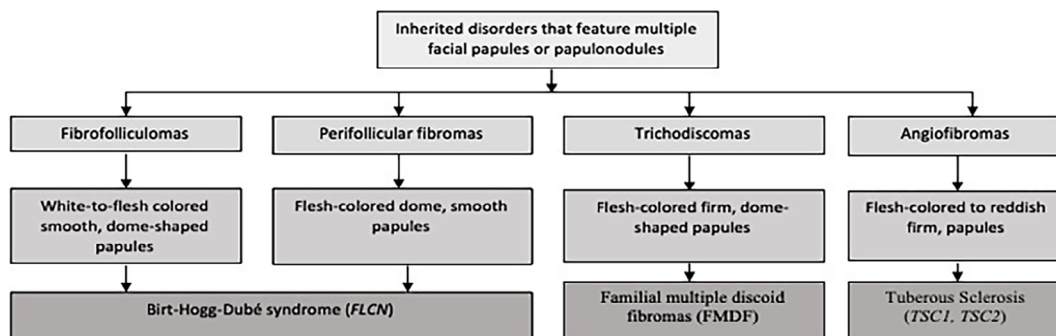 Inherited disorders that feature multiple
facial papules or papulonodules
Fibrofolliculomas
Perifollicular fibromas
Trichodiscomas
Angiofibromas
White-to-flesh colored
smooth, dome-shaped
papules
Flesh-colored dome, smooth
papules
Flesh-colored firm, dome-
shaped papules
Flesh-colored to reddish
firm, papules
Birt-Hogg-Dubé syndrome (FLCN)
Familial multiple discoid
fibromas (FMDF)
Tuberous Sclerosis
(TSC1, TSC2)